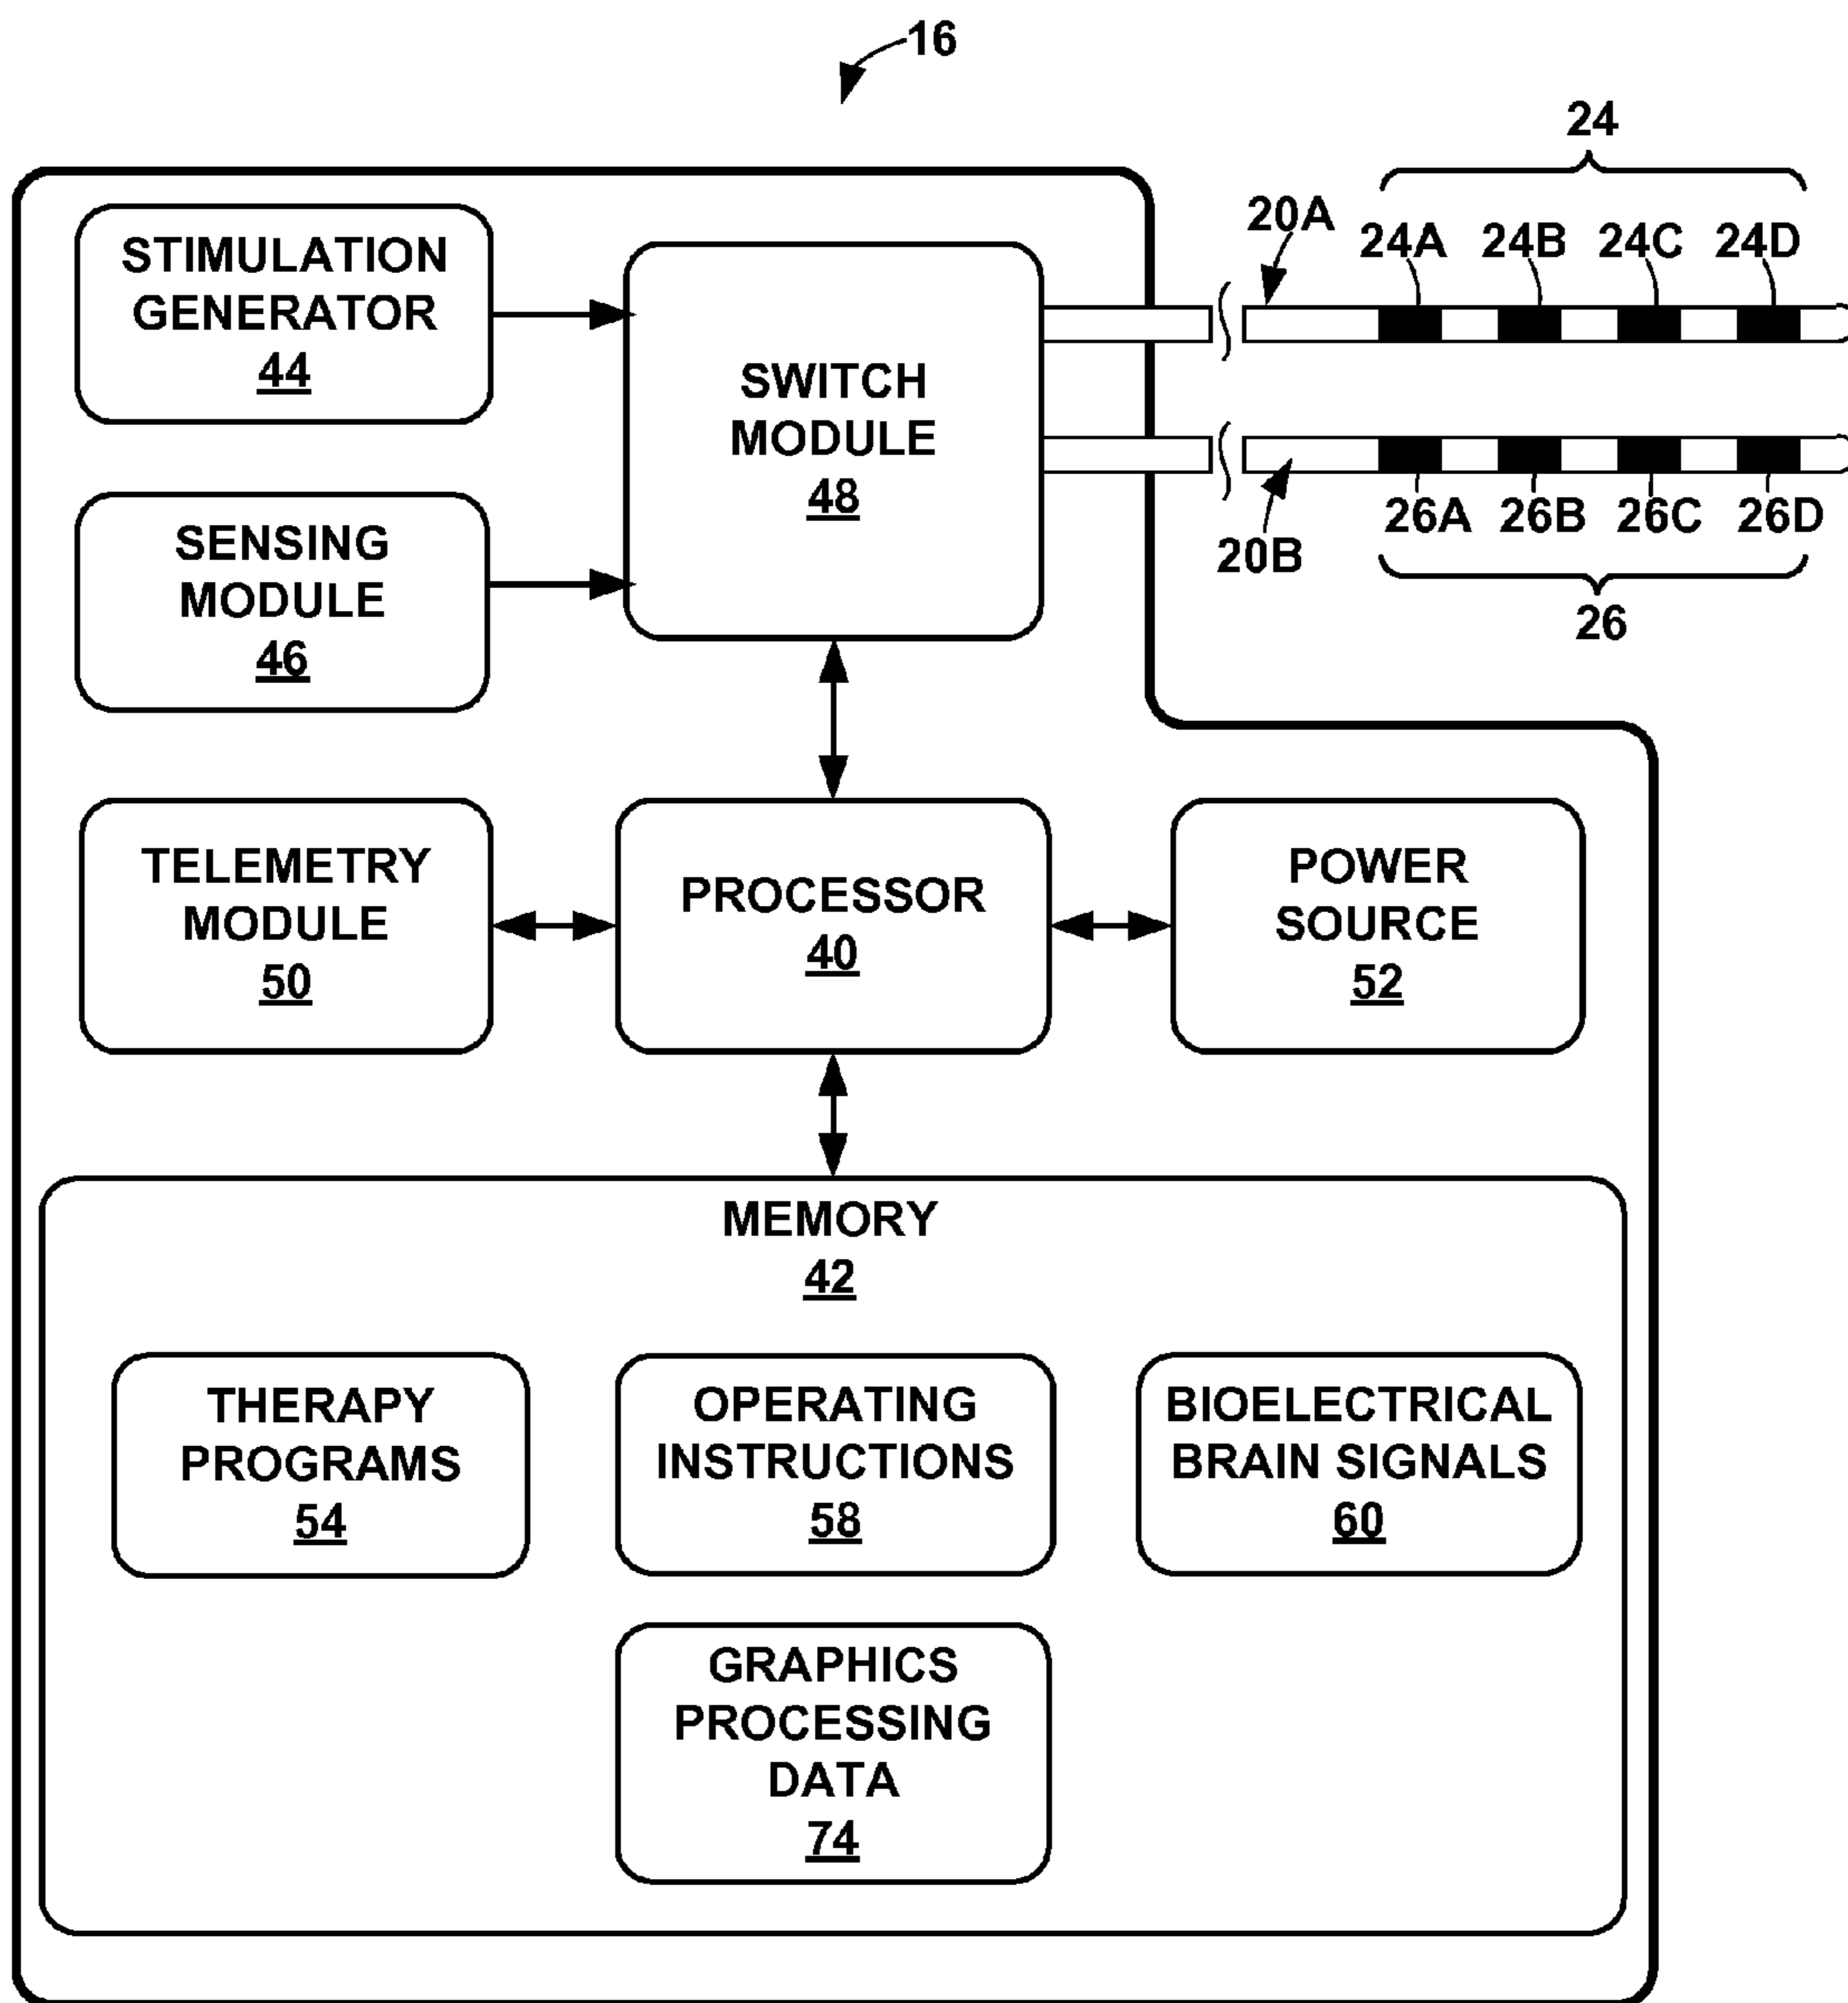 16
24
20A
24A 24B 24C 24D
STIMULATION
GENERATOR
44
SWITCH
MODULE
48
SENSING
MODULE
46
26A 26B 26C 26D
20B
26
TELEMETRY
MODULE
50
PROCESSOR
40
POWER
SOURCE
52
MEMORY
42
THERAPY
PROGRAMS
54
OPERATING
INSTRUCTIONS
58
BIOELECTRICAL
BRAIN SIGNALS
60
GRAPHICS
PROCESSING
DATA
74